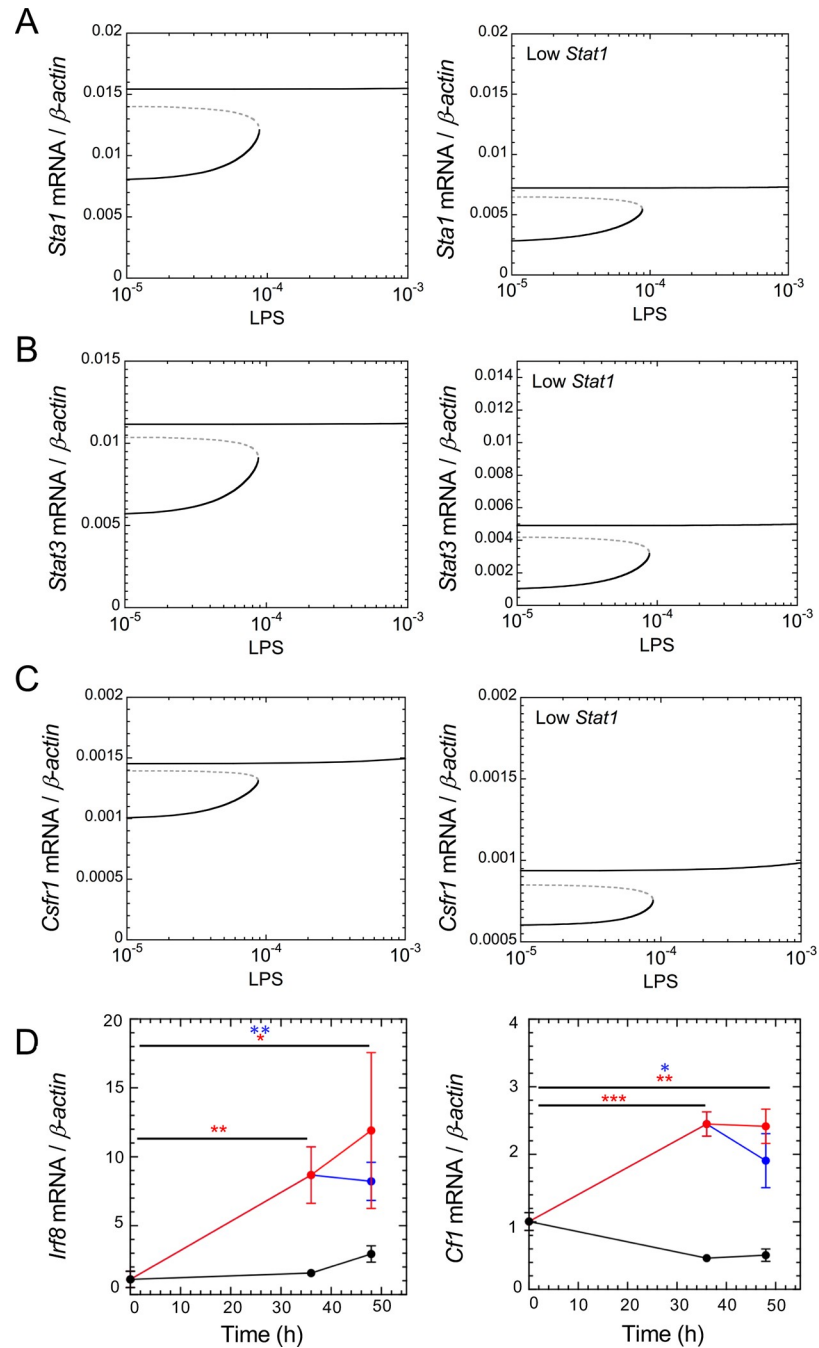 A
Sta1 mRNA / β-actin
0.02
0.015
0.01
0.005
0
10-5
10-4
10-3
LPS
Low Stat1
Sta1 mRNA / β-actin
0.02
0.015
0.01
0.005
0
10-5
10-4
10-3
LPS
B
Stat3 mRNA / β-actin
0.015
0.01
0.005
0
10-5
10-4
10-3
LPS
Low Stat1
Stat3 mRNA / β-actin
0.014
0.012
0.01
0.008
0.006
0.004
0.002
0
10-5
10-4
10-3
LPS
C
Csfr1 mRNA / β-actin
0.002
0.0015
0.001
0.0005
0
10-5
10-4
10-3
LPS
Low Stat1
Csfr1 mRNA / β-actin
0.002
0.0015
0.001
0.0005
10-5
10-4
10-3
LPS
D
Irf8 mRNA / β-actin
20
15
10
5
0
**
*
**
0 10 20 30 40 50
Time (h)
Cf1 mRNA / β-actin
4
3
2
1
0
*
**
***
0 10 20 30 40 50
Time (h)